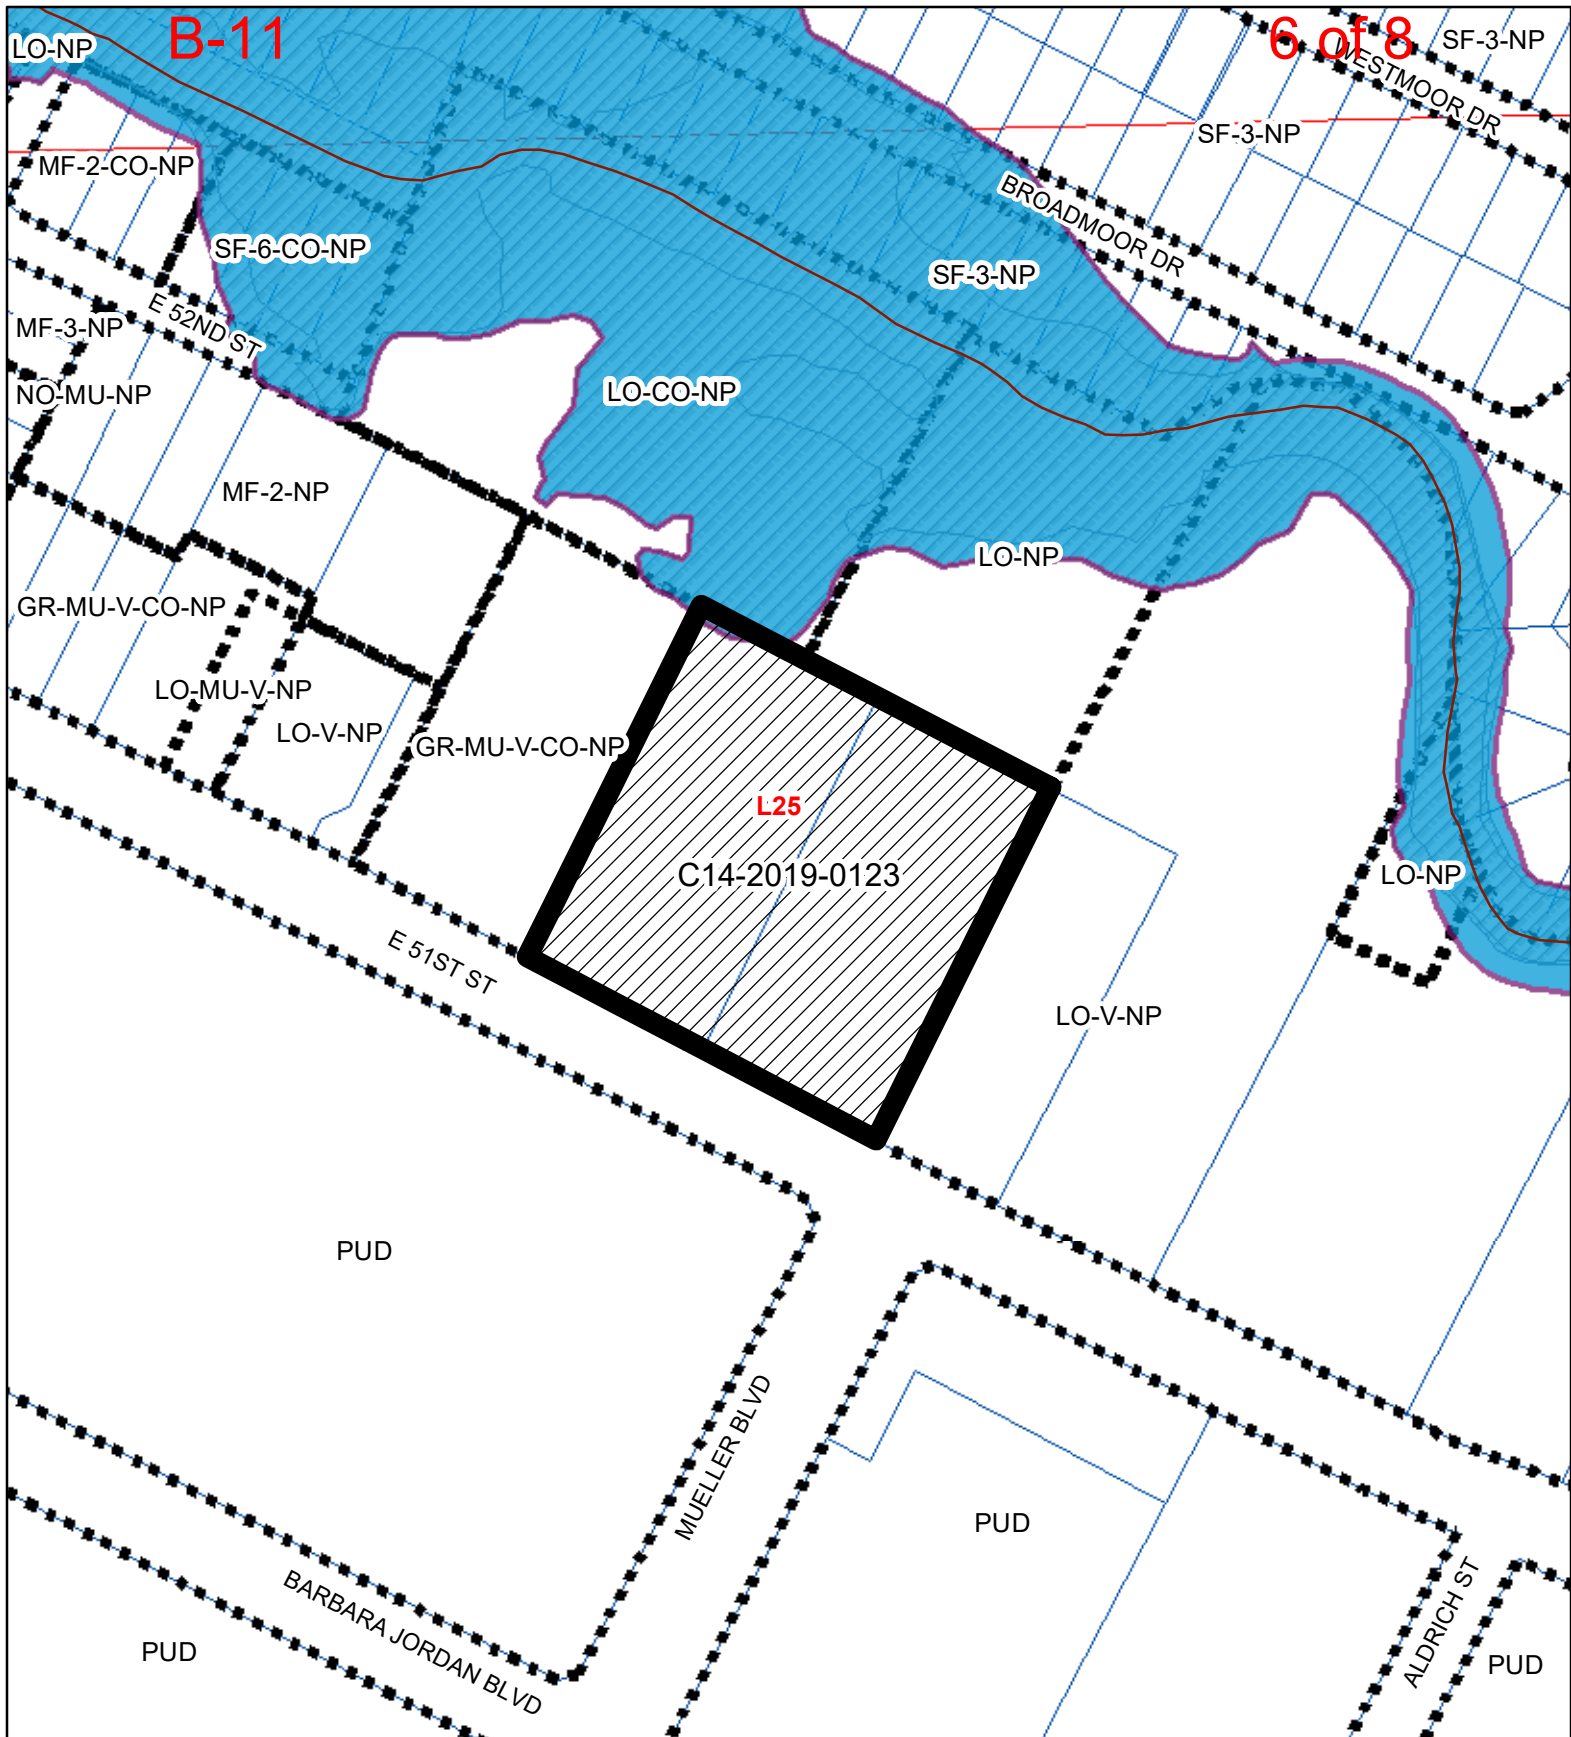 B-11
6 of 8
LO-NP
SF-3-NP
WESTMOOR DR
SF-3-NP
MF-2-CO-NP
BROADMOOR DR
SF-6-CO-NP
SF-3-NP
E 52ND ST
MF-3-NP
NO-MU-NP
LO-CO-NP
MF-2-NP
LO-NP
GR-MU-V-CO-NP
LO-MU-V-NP
LO-V-NP
GR-MU-V-CO-NP
L25
C14-2019-0123
LO-NP
E 51ST ST
LO-V-NP
PUD
MUELLER BLVD
PUD
BARBARA JORDAN BLVD
ALDRICH ST
PUD
PUD